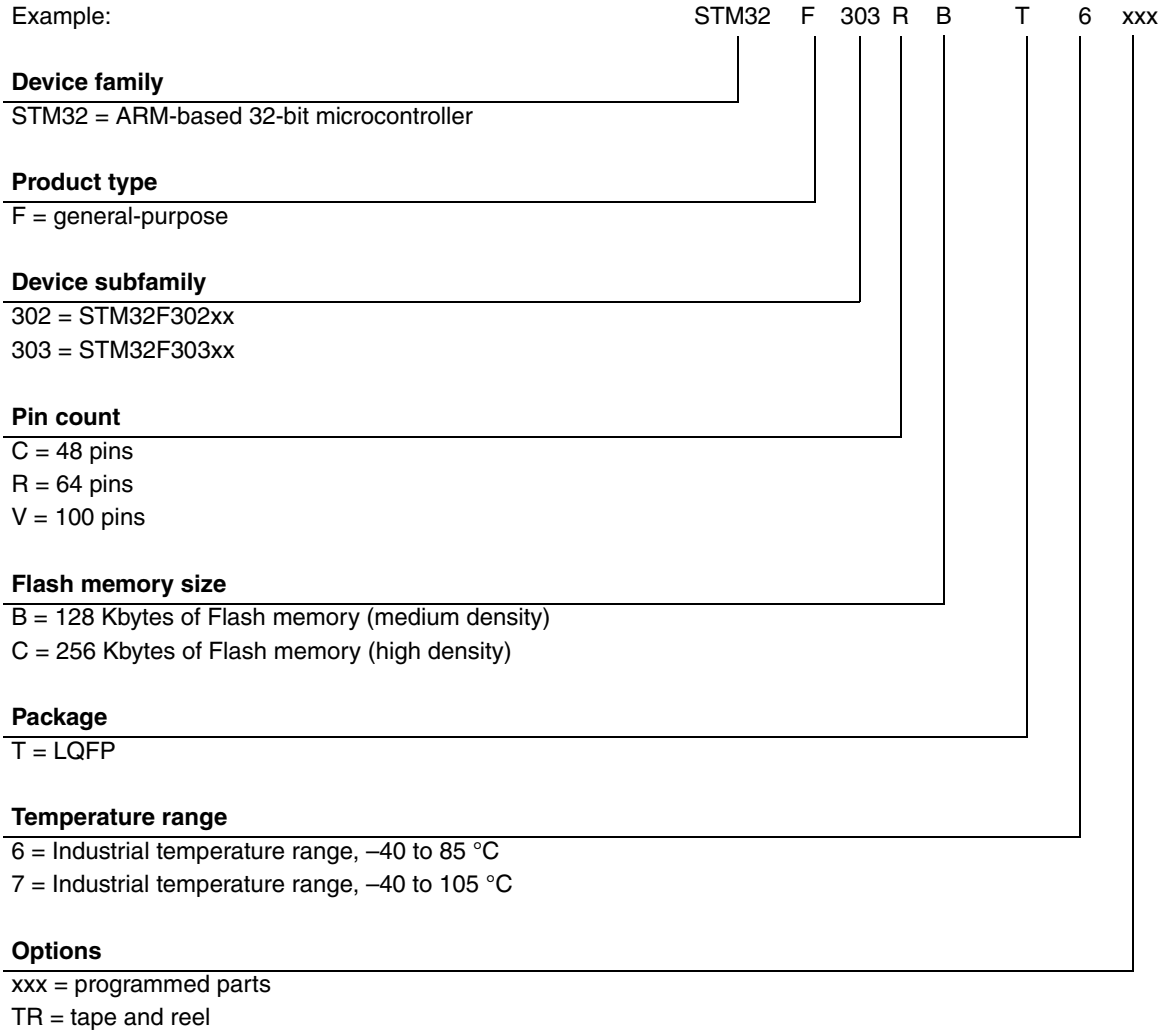 Example: STM32 F 303 R B T 6 xxx
Device family
STM32 = ARM-based 32-bit microcontroller
Product type
F = general-purpose
Device subfamily
302 = STM32F302xx
303 = STM32F303xx
Pin count
C = 48 pins
R = 64 pins
V = 100 pins
Flash memory size
B = 128 Kbytes of Flash memory (medium density)
C = 256 Kbytes of Flash memory (high density)
Package
T = LQFP
Temperature range
6 = Industrial temperature range, –40 to 85 °C
7 = Industrial temperature range, –40 to 105 °C
Options
xxx = programmed parts
TR = tape and reel